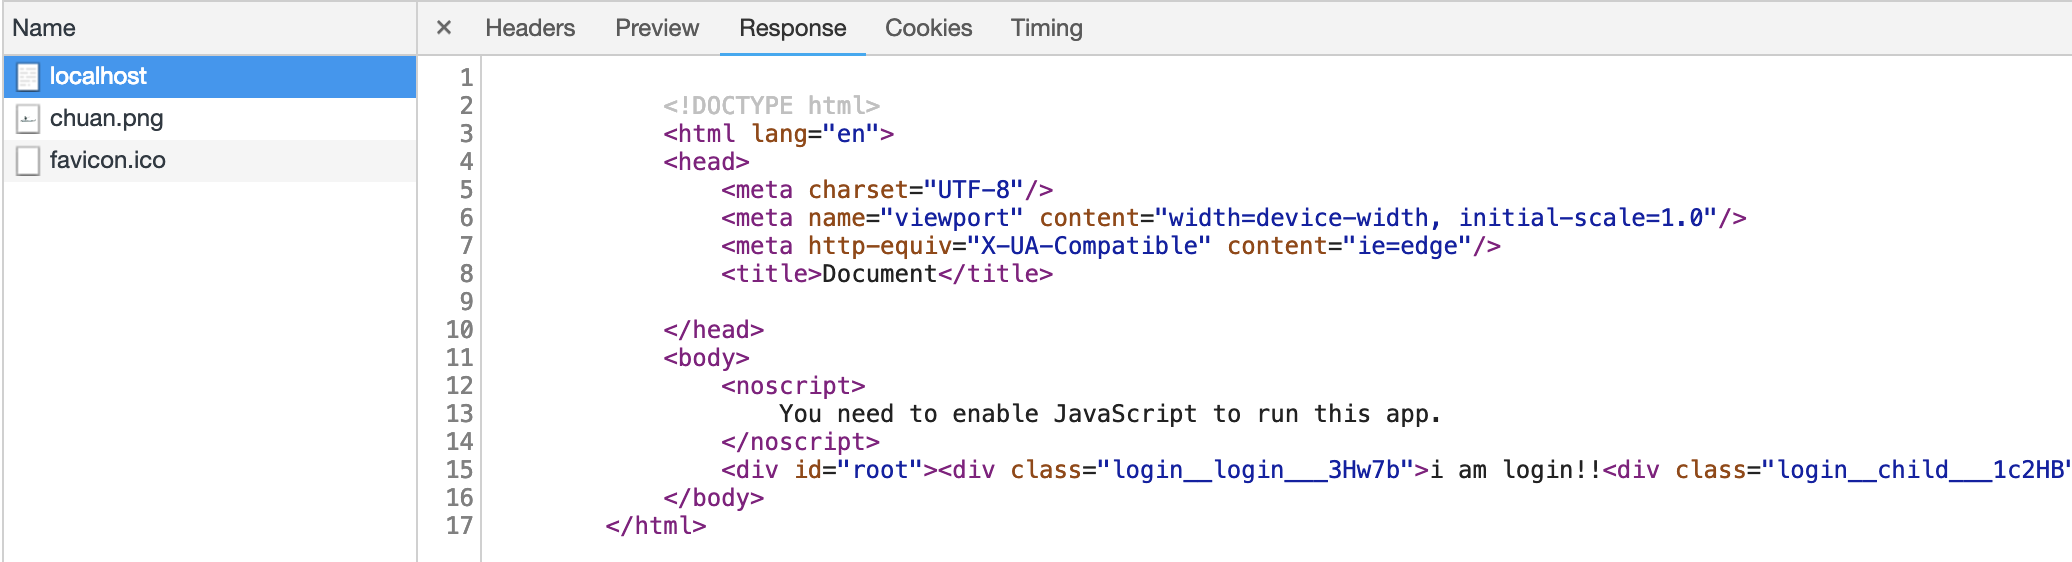 Name
× Headers Preview Response Cookies Timing
localhost
chuan.png
favicon.ico
1
2 <!DOCTYPE html>
3 <html lang="en">
4 <head>
5 <meta charset="UTF-8"/>
6 <meta name="viewport" content="width=device-width, initial-scale=1.0"/>
7 <meta http-equiv="X-UA-Compatible" content="ie=edge"/>
8 <title>Document</title>
9
10 </head>
11 <body>
12 <noscript>
13 You need to enable JavaScript to run this app.
14 </noscript>
15 <div id="root"><div class="login__login___3Hw7b">i am login!!<div class="login__child___1c2HB"
16 </body>
17 </html>